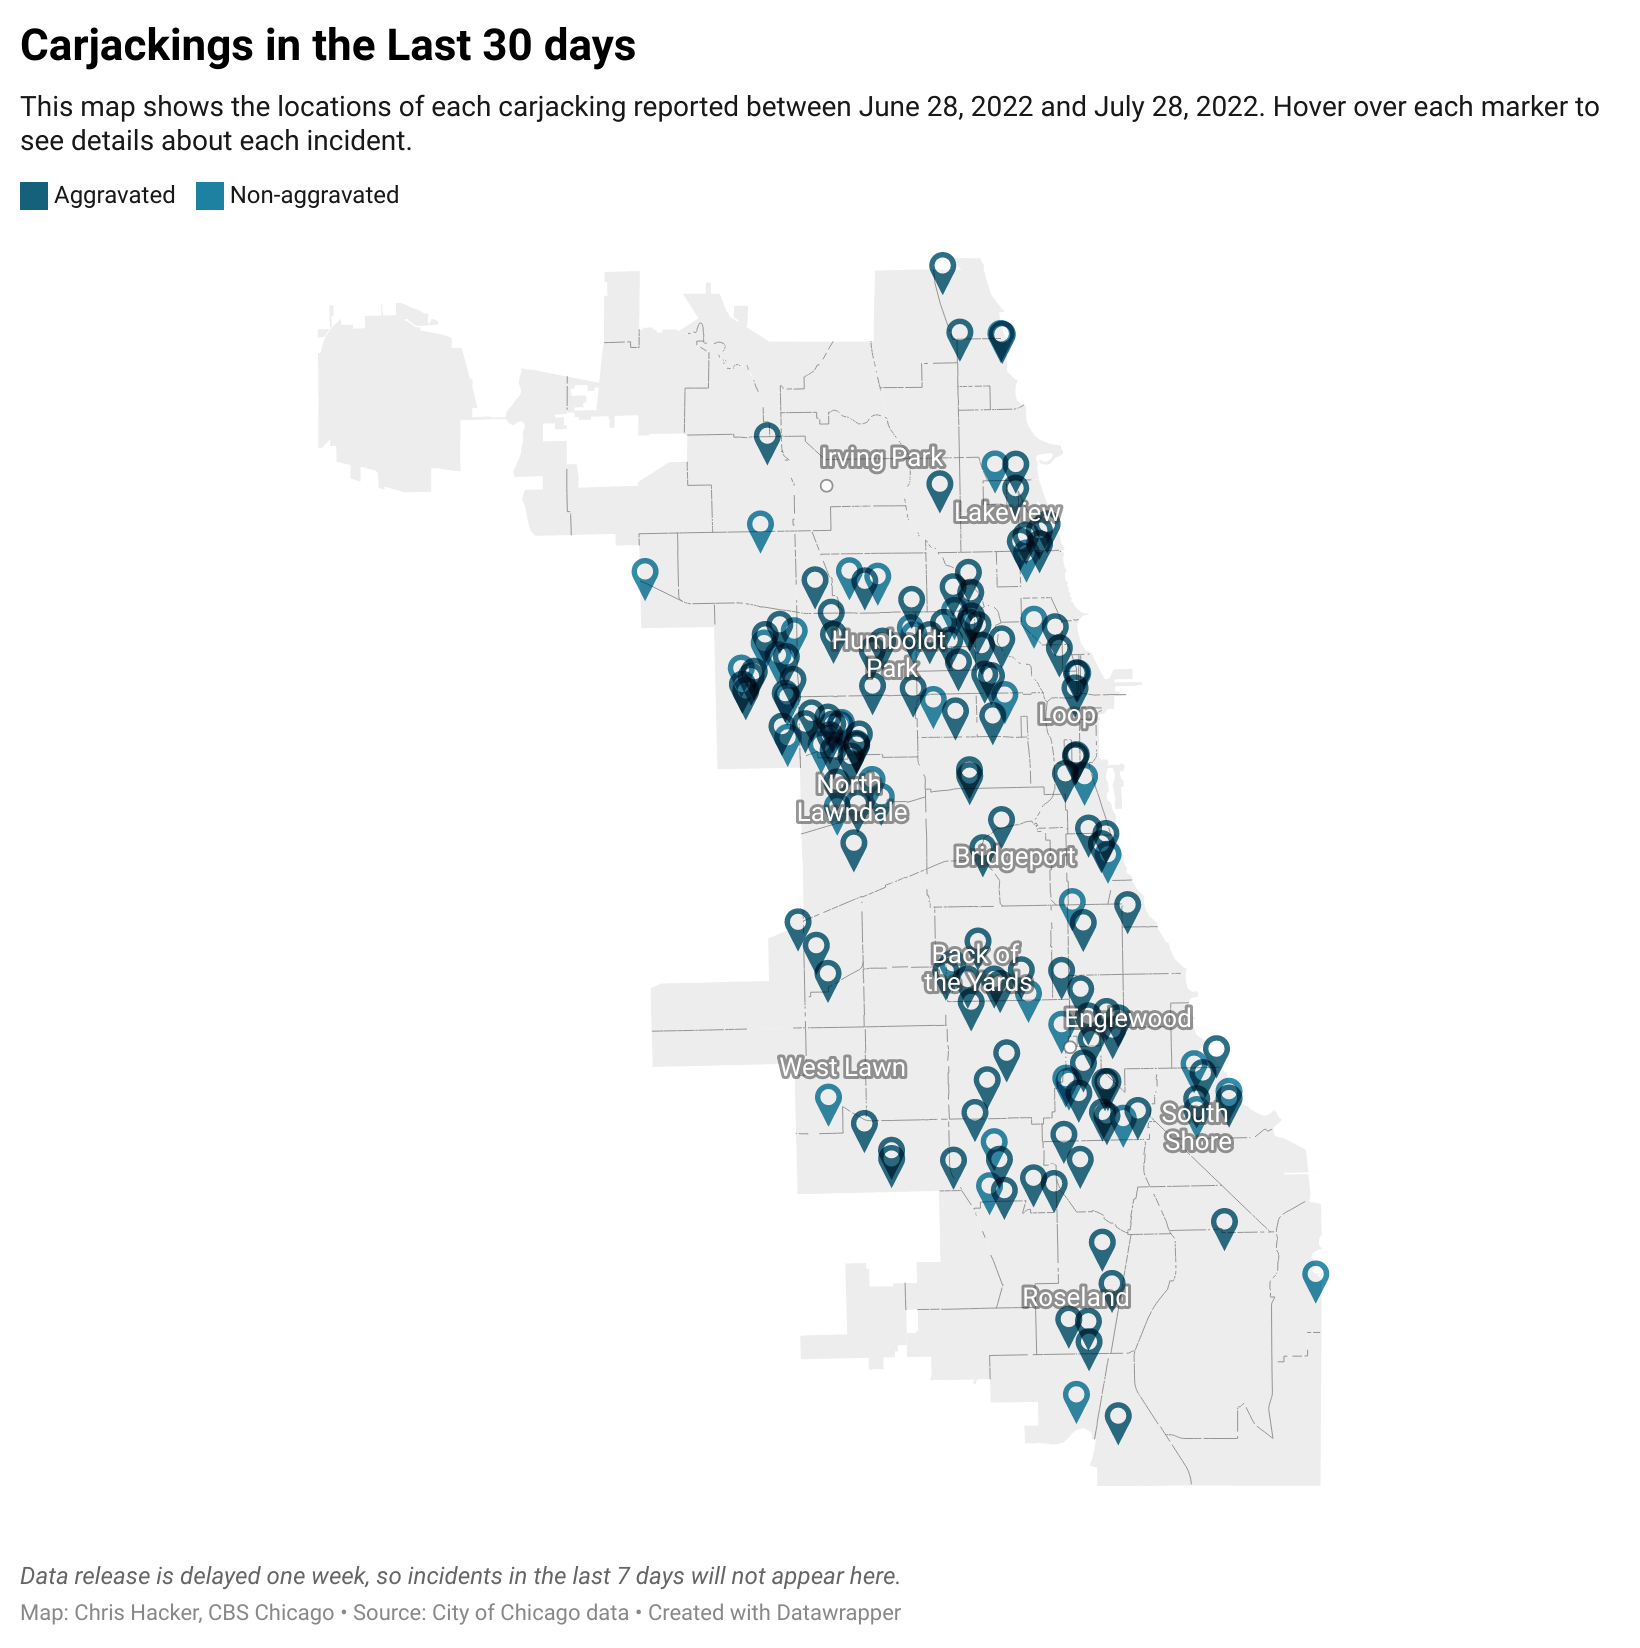 Carjackings in the Last 30 days
This map shows the locations of each carjacking reported between June 28, 2022 and July 28, 2022. Hover over each marker to
see details about each incident.
Aggravated Non-aggravated
Irving Park
Lakeview
Humboldt
Park
Loop
North
Lawndale
Bridgeport
Back of
the Yards
Englewood
West Lawn
South
Shore
Roseland
Data release is delayed one week, so incidents in the last 7 days will not appear here.
Map: Chris Hacker, CBS Chicago • Source: City of Chicago data • Created with Datawrapper